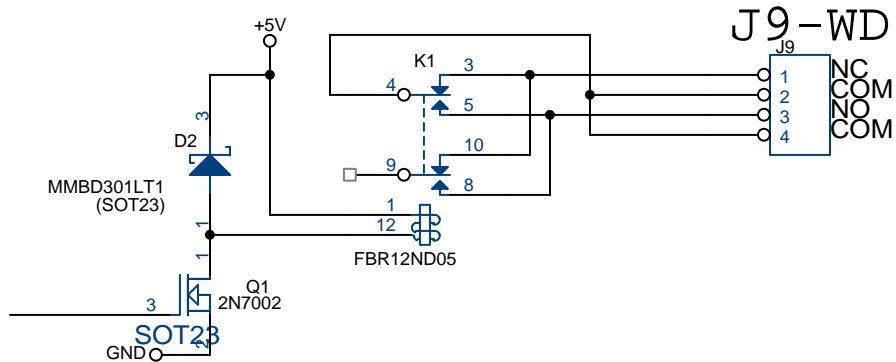 J9-WD
+5V
K1
J9
3
1
NC
4
2
COM
5
3
NO
4
COM
3
D2
10
9
8
MMBD301LT1
(SOT23)
1
1
12
FBR12ND05
1
Q1
2N7002
3
SOT23
2
GND